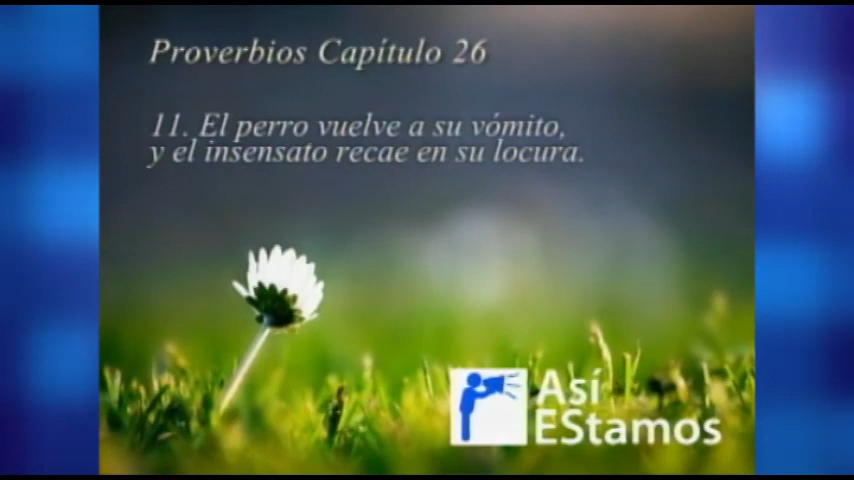 Proverbios Capítulo 26
11. El perro vuelve a su vómito,
y el insensato recae en su locura.
Así
EStamos